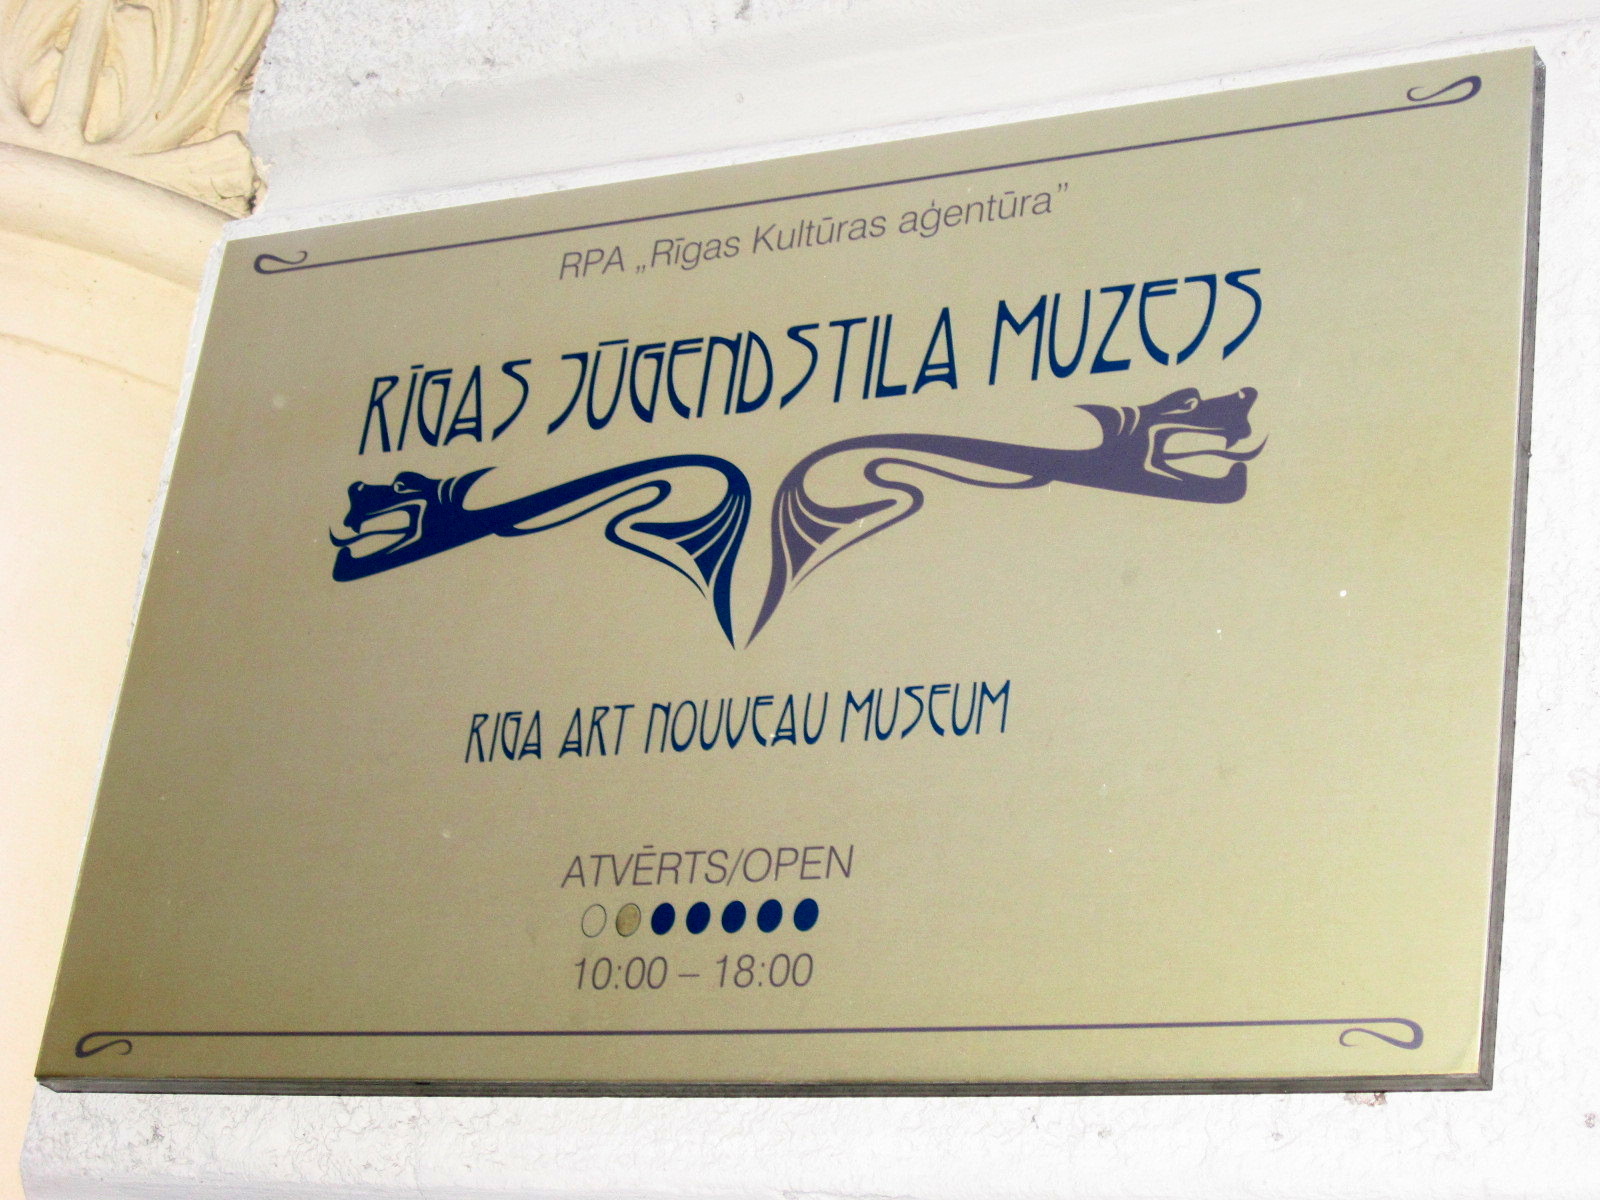 RPA „Rīgas Kultūras aģentūra”
RĪGAS JŪGENDSTILA MUZEJS
RIGA ART NOUVEAU MUSEUM
ATVĒRTS/OPEN
10:00 – 18:00